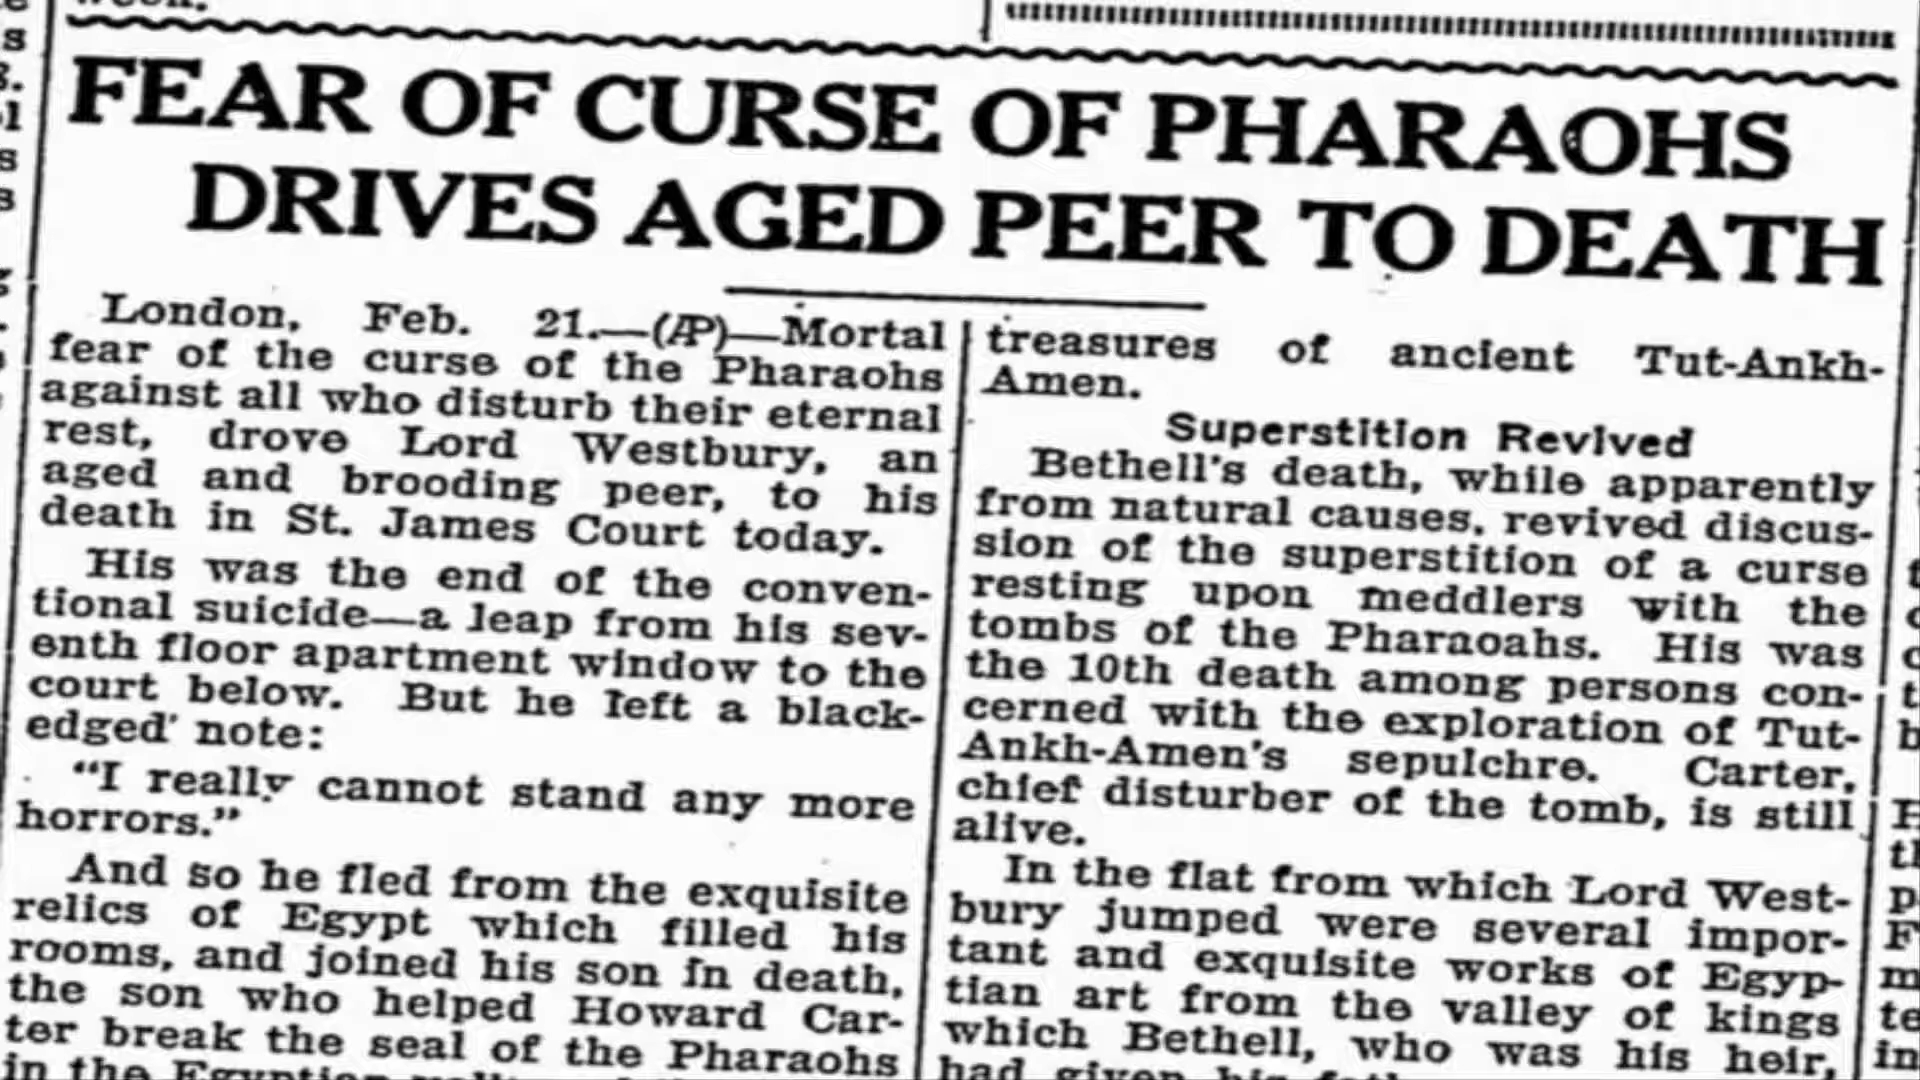 FEAR OF CURSE OF PHARAOHS
DRIVES AGED PEER TO DEATH
London, Feb. 21.—(AP)—Mortal
fear of the curse of the Pharaohs
against all who disturb their eternal
rest, drove Lord Westbury, an
aged and brooding peer, to his
death in St. James Court today.
His was the end of the conven-
tional suicide—a leap from his sev-
enth floor apartment window to the
court below. But he left a black-
edged' note:
"I really cannot stand any more
horrors."
And so he fled from the exquisite
relics of Egypt which filled his
rooms, and joined his son in death,
the son who helped Howard Car-
ter break the seal of the Pharaohs
in the Egyptian
treasures of ancient Tut-Ankh-
Amen.
Superstition Revived
Bethell's death, while apparently
from natural causes, revived discus-
sion of the superstition of a curse
resting upon meddlers with the
tombs of the Pharaoahs. His was
the 10th death among persons con-
cerned with the exploration of Tut-
Ankh-Amen's sepulchre. Carter,
chief disturber of the tomb, is still
alive.
In the flat from which Lord West-
bury jumped were several impor-
tant and exquisite works of Egyp-
tian art from the valley of kings
which Bethell, who was his heir,
had given his